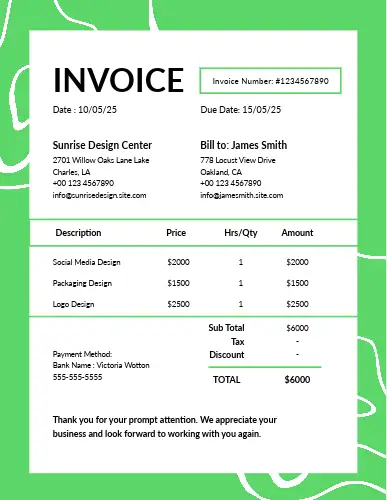 INVOICE
Invoice Number: #1234567890
Date : 10/05/25
Due Date: 15/05/25
Sunrise Design Center
2701 Willow Oaks Lane Lake
Charles, LA
+00 123 4567890
info@sunrisedesign.site.com
Bill to: James Smith
778 Locust View Drive
Oakland, CA
+00 123 4567890
info@jamesmith.site.com
Description Price Hrs/Qty Amount
Social Media Design $2000 1 $2000
Packaging Design $1500 1 $1500
Logo Design $2500 1 $2500
Sub Total $6000
Tax -
Discount -
TOTAL $6000
Payment Method:
Bank Name : Victoria Wotton
555-555-5555
Thank you for your prompt attention. We appreciate your
business and look forward to working with you again.